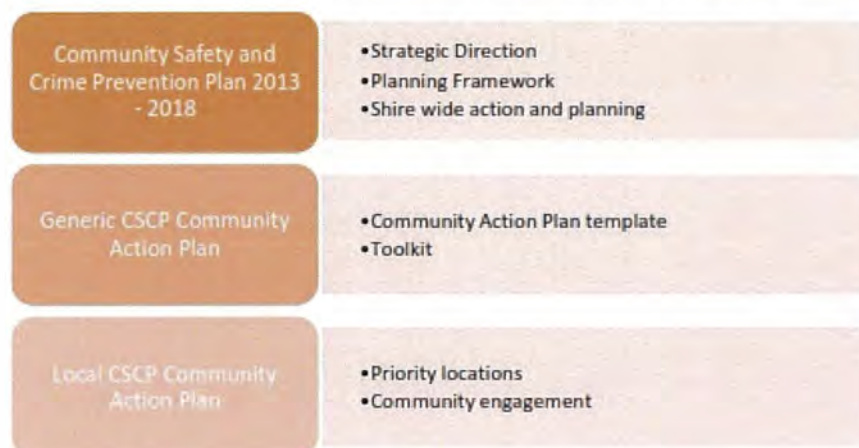 Community Safety and
Crime Prevention Plan 2013
- 2018
•Strategic Direction
•Planning Framework
•Shire wide action and planning
Generic CSCP Community
Action Plan
•Community Action Plan template
•Toolkit
Local CSCP Community
Action Plan
•Priority locations
•Community engagement